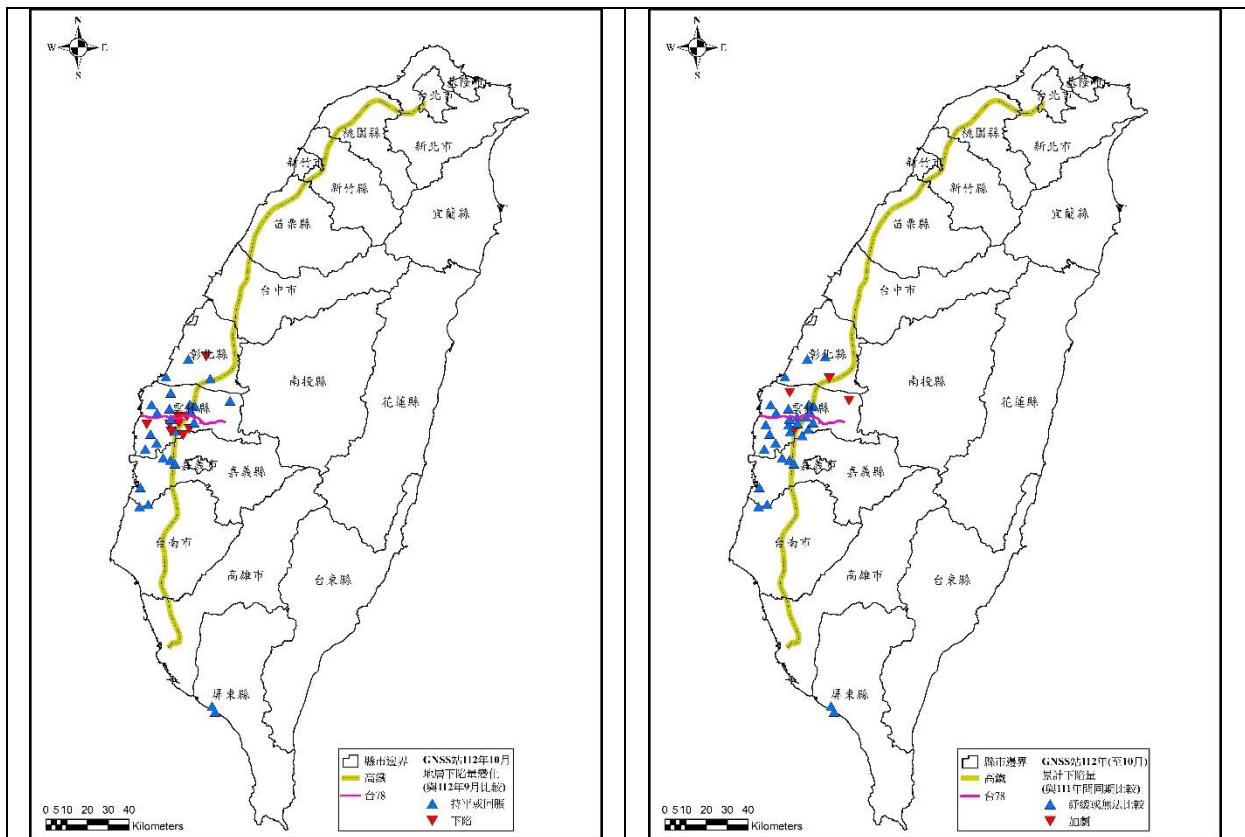 N
W E
S
基隆市
台北市
桃園縣
新北市
新竹市
新竹縣
宜蘭縣
苗栗縣
台中市
彰化縣
南投縣
花蓮縣
雲林縣
嘉義市
嘉義縣
台南市
高雄市
台東縣
屏東縣
縣市邊界
高鐵
台78
GNSS站112年10月
地層下陷量變化
(與112年9月比較)
持平或回脹
下陷
0 5 10 20 30 40
Kilometers
N
W E
S
基隆市
台北市
桃園縣
新北市
新竹市
新竹縣
宜蘭縣
苗栗縣
台中市
彰化縣
南投縣
花蓮縣
雲林縣
嘉義市
嘉義縣
台南市
高雄市
台東縣
屏東縣
縣市邊界
高鐵
台78
GNSS站112年(至10月)
累計下陷量
(與111年間同期比較)
紓緩或無法比較
加劇
0 5 10 20 30 40
Kilometers